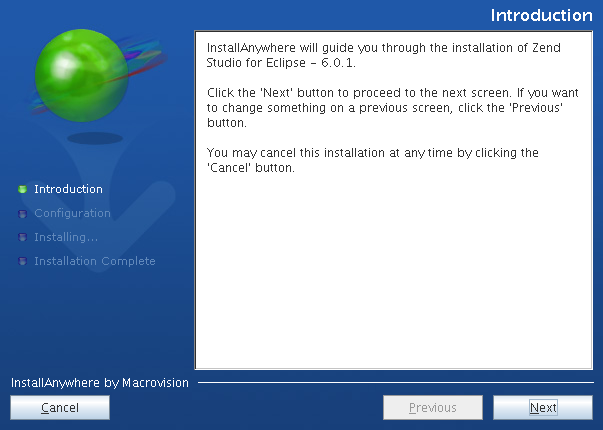 Introduction
InstallAnywhere will guide you through the installation of Zend
Studio for Eclipse – 6.0.1.
Click the 'Next' button to proceed to the next screen. If you want
to change something on a previous screen, click the 'Previous'
button.
You may cancel this installation at any time by clicking the
'Cancel' button.
Introduction
Configuration
Installing...
Installation Complete
InstallAnywhere by Macrovision
Cancel
Previous
Next